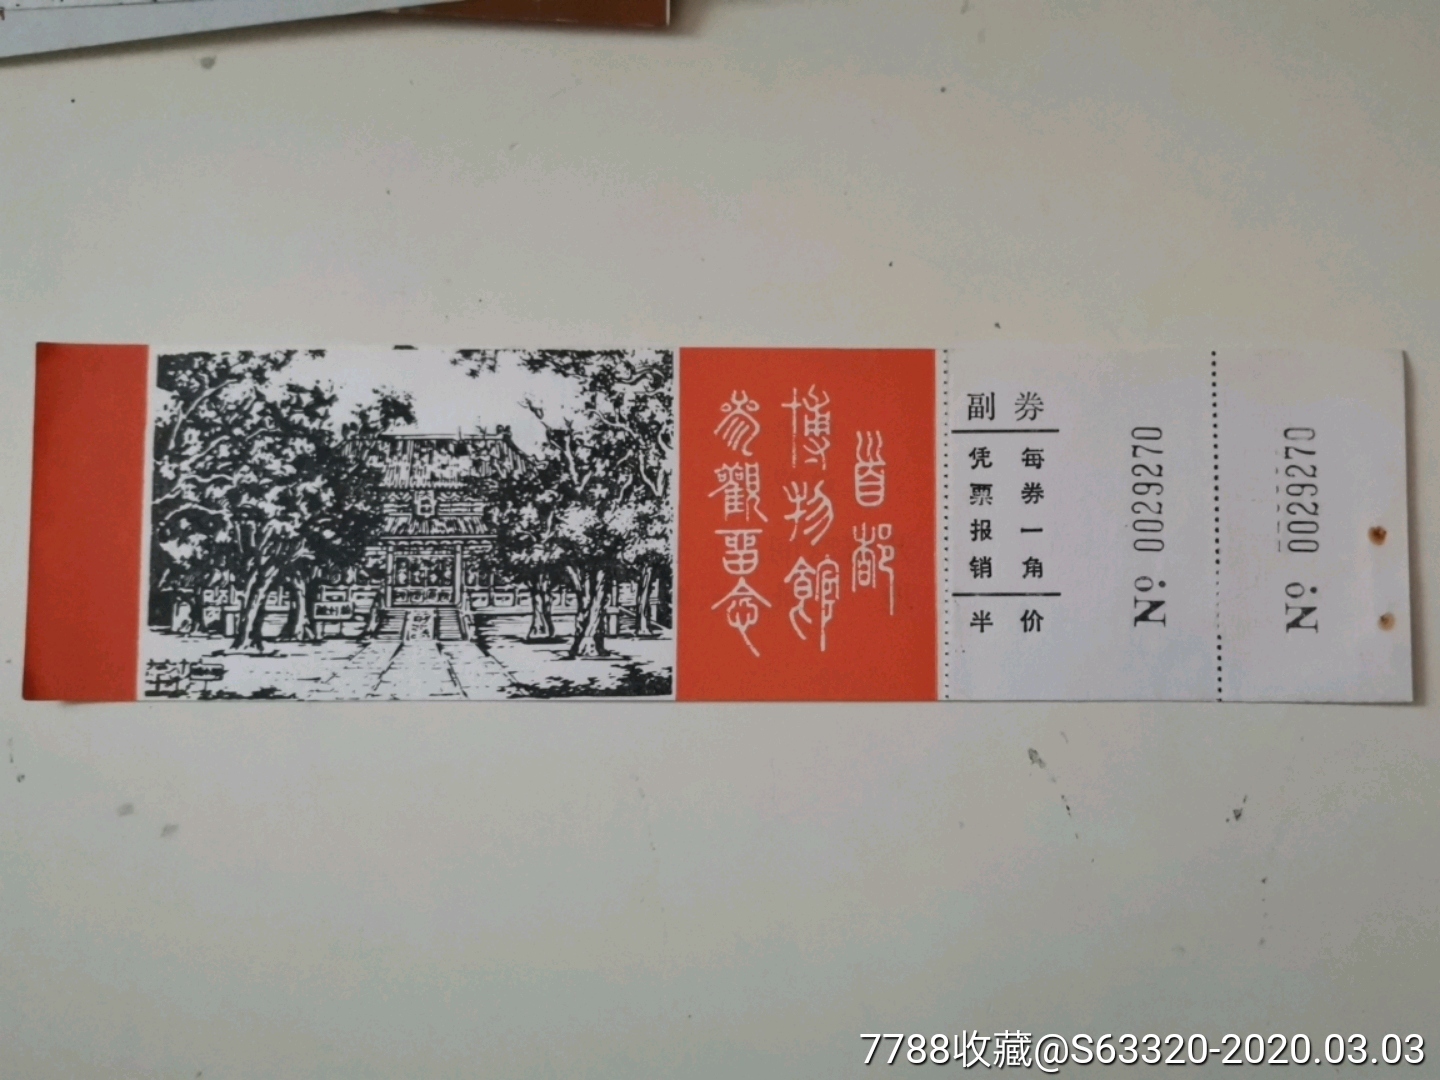 首都
博物館
參觀畱念
副券
每券一角
凭票报销
半价
No: 0029270
No: 0029270
7788收藏@S63320-2020.03.03